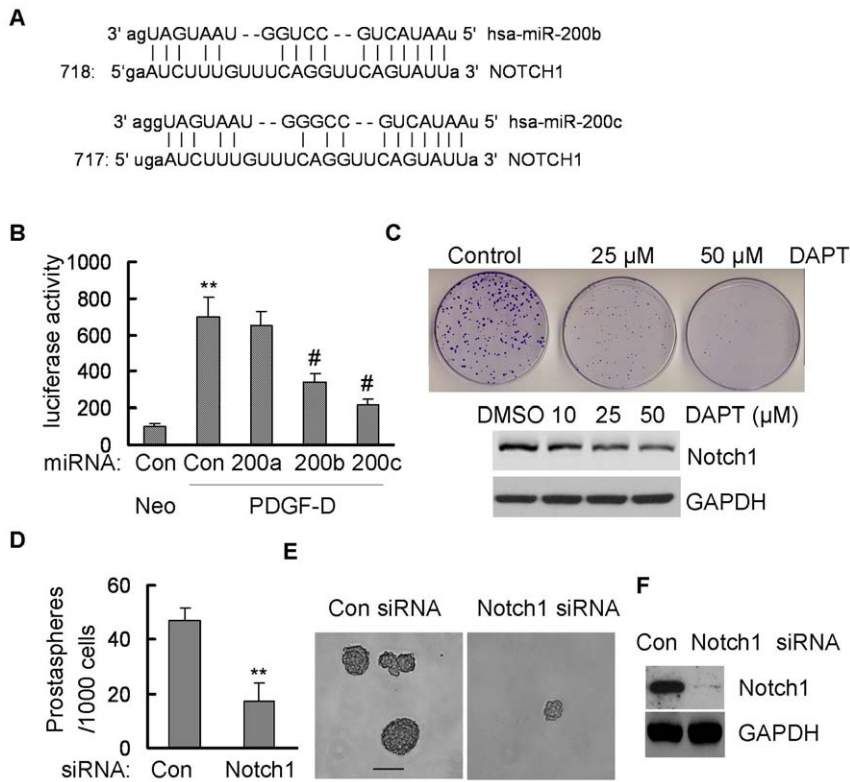 A
3' agUAGUAAU - -GGUCC - -GUCAUAAu 5' hsa-miR-200b
718: 5'gaAUCUUUGUUUCAGGUUCAGUAUUa 3' NOTCH1
3' aggUAGUAAU - -GGGCC - -GUCAUAAu 5' hsa-miR-200c
717: 5' ugaAUCUUUGUUUCAGGUUCAGUAUUa 3' NOTCH1
B
luciferase activity
1000
800
600
400
200
0
**
#
#
miRNA: Con Con 200a 200b 200c
Neo PDGF-D
C
Control 25 µM 50 µM DAPT
DMSO 10 25 50 DAPT (µM)
Notch1
GAPDH
D
Prostaspheres
/1000 cells
60
40
20
0
**
siRNA: Con Notch1
E
Con siRNA Notch1 siRNA
F
Con Notch1 siRNA
Notch1
GAPDH